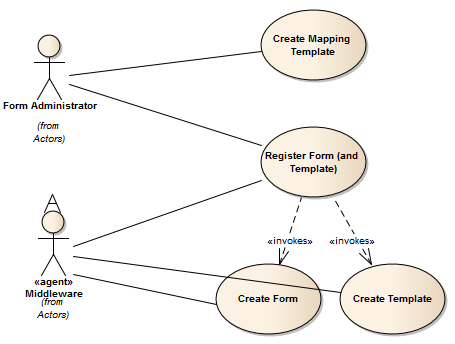 Create Mapping
Template
Form Administrator
(from
Actors)
Register Form (and
Template)
«invokes»
«invokes»
«agent»
Middleware
(from
Actors)
Create Form
Create Template